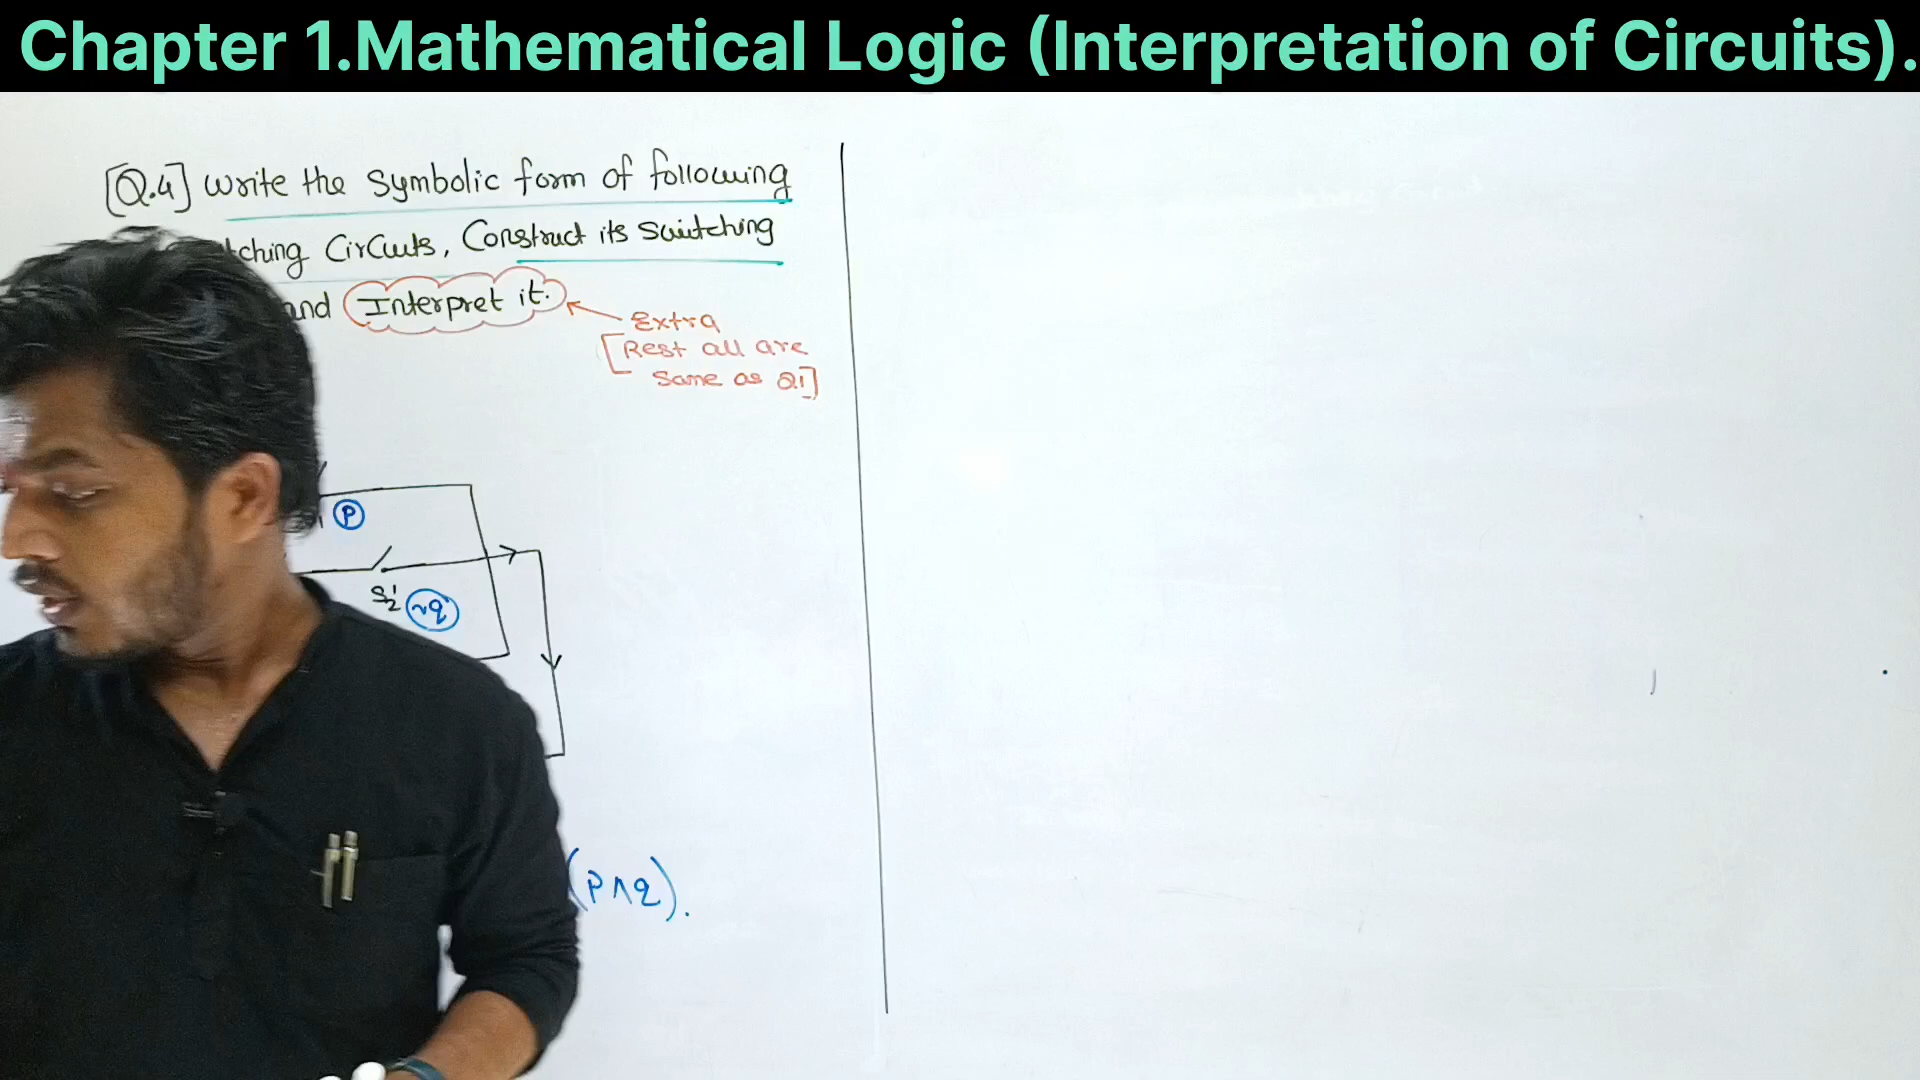 Chapter 1.Mathematical Logic (Interpretation of Circuits).
[Q.4] Write the Symbolic form of following
tching Circuits, Construct its Switching
and Interpret it.
Extra
[Rest all are
Same as Q1]
P
S2' ~q
(P∧q).